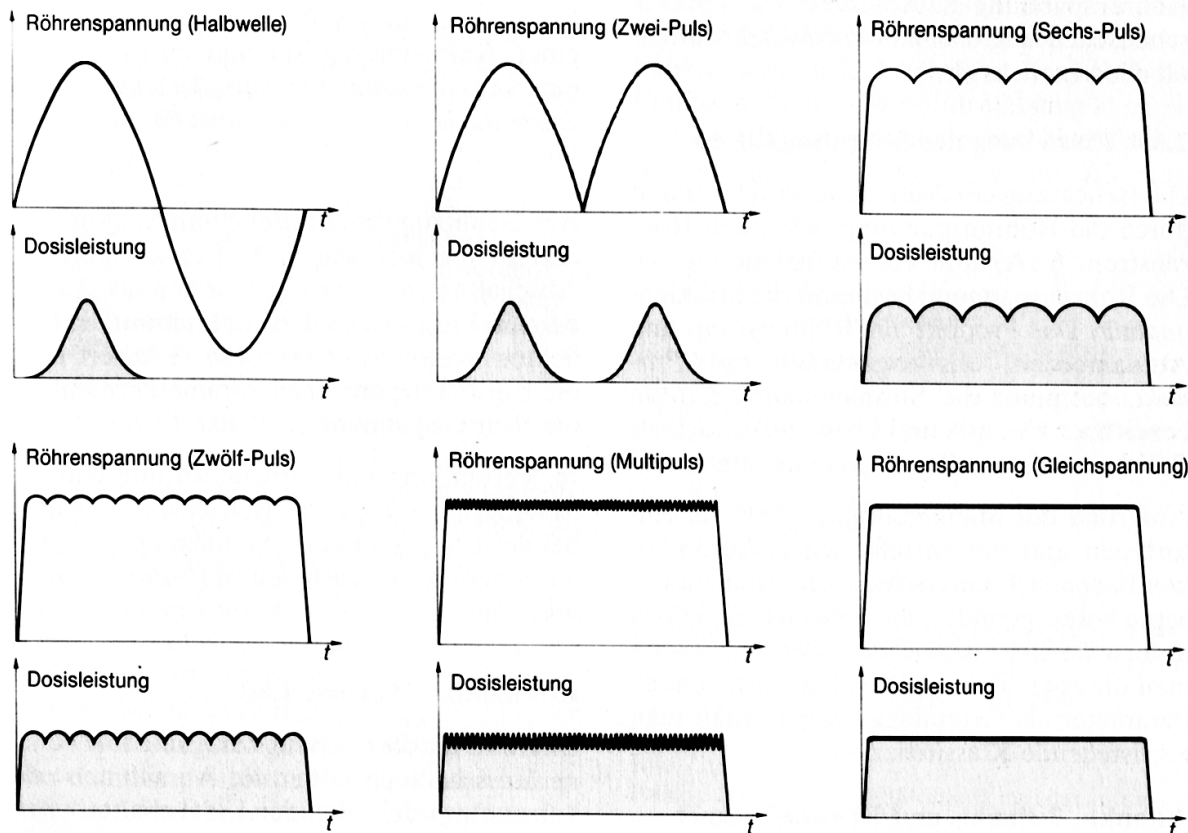 Röhrenspannung (Halbwelle)
Röhrenspannung (Zwei-Puls)
Röhrenspannung (Sechs-Puls)
t
t
t
Dosisleistung
Dosisleistung
Dosisleistung
t
t
t
Röhrenspannung (Zwölf-Puls)
Röhrenspannung (Multipuls)
Röhrenspannung (Gleichspannung)
t
t
t
Dosisleistung
Dosisleistung
Dosisleistung
t
t
t